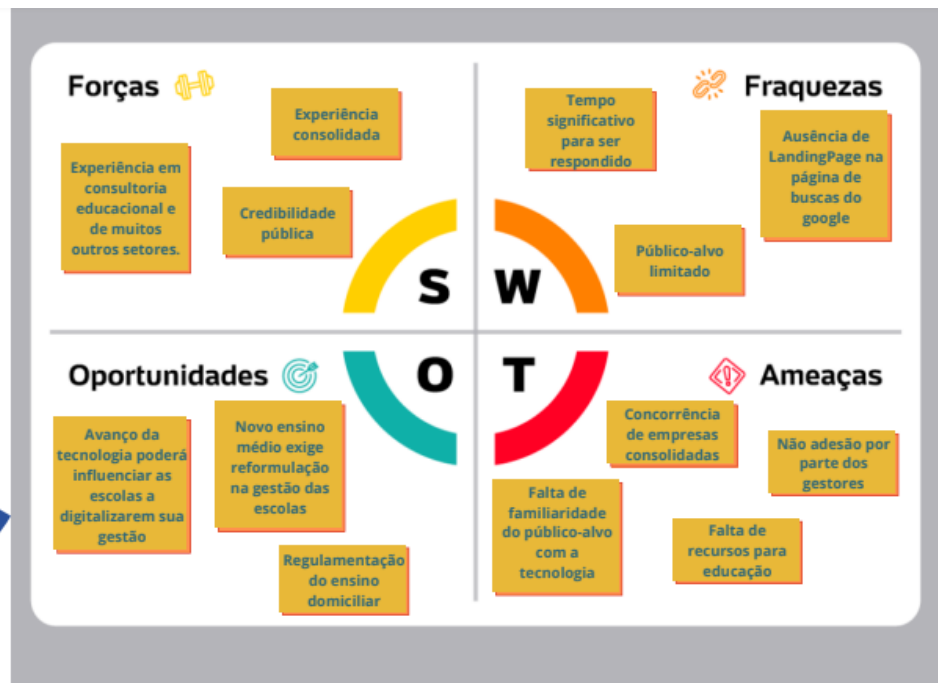 Forças
Experiência
consolidada
Experiência em
consultoria
educacional e
de muitos
outros setores.
Credibilidade
pública
S
Fraquezas
Tempo
significativo
para ser
respondido
Ausência de
LandingPage na
página de
buscas do
google
Público-alvo
limitado
W
Oportunidades
Avanço da
tecnologia poderá
influenciar as
escolas a
digitalizarem sua
gestão
Novo ensino
médio exige
reformulação
na gestão das
escolas
Regulamentação
do ensino
domiciliar
O
Ameaças
Concorrência
de empresas
consolidadas
Não adesão por
parte dos
gestores
Falta de
familiaridade
do público-alvo
com a
tecnologia
Falta de
recursos para
educação
T